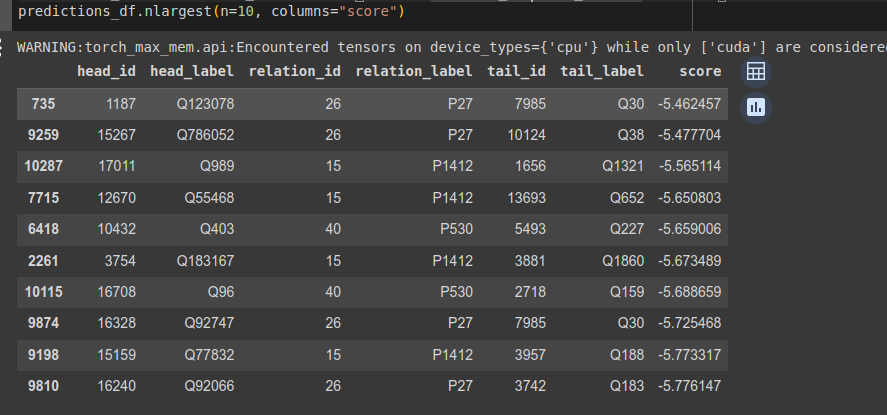 predictions_df.nlargest(n=10, columns="score")
WARNING:torch_max_mem.api:Encountered tensors on device_types={'cpu'} while only ['cuda'] are considered
head_id head_label relation_id relation_label tail_id tail_label score
735 1187 Q123078 26 P27 7985 Q30 -5.462457
9259 15267 Q786052 26 P27 10124 Q38 -5.477704
10287 17011 Q989 15 P1412 1656 Q1321 -5.565114
7715 12670 Q55468 15 P1412 13693 Q652 -5.650803
6418 10432 Q403 40 P530 5493 Q227 -5.659006
2261 3754 Q183167 15 P1412 3881 Q1860 -5.673489
10115 16708 Q96 40 P530 2718 Q159 -5.688659
9874 16328 Q92747 26 P27 7985 Q30 -5.725468
9198 15159 Q77832 15 P1412 3957 Q188 -5.773317
9810 16240 Q92066 26 P27 3742 Q183 -5.776147